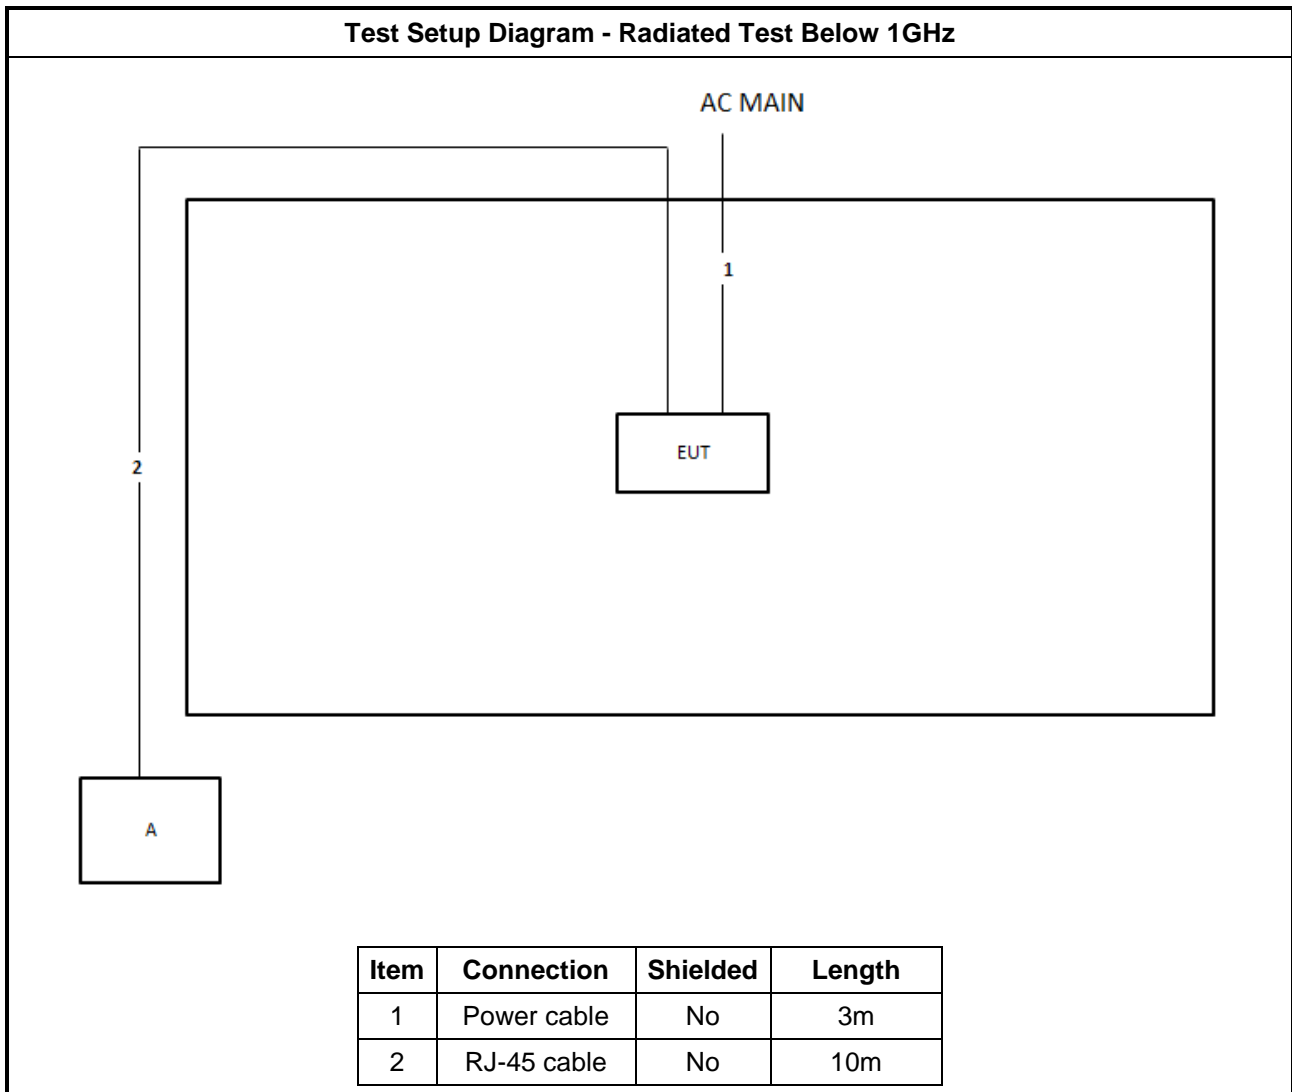 Test Setup Diagram - Radiated Test Below 1GHz
AC MAIN
1
EUT
2
A
Item Connection Shielded Length
1 Power cable No 3m
2 RJ-45 cable No 10m